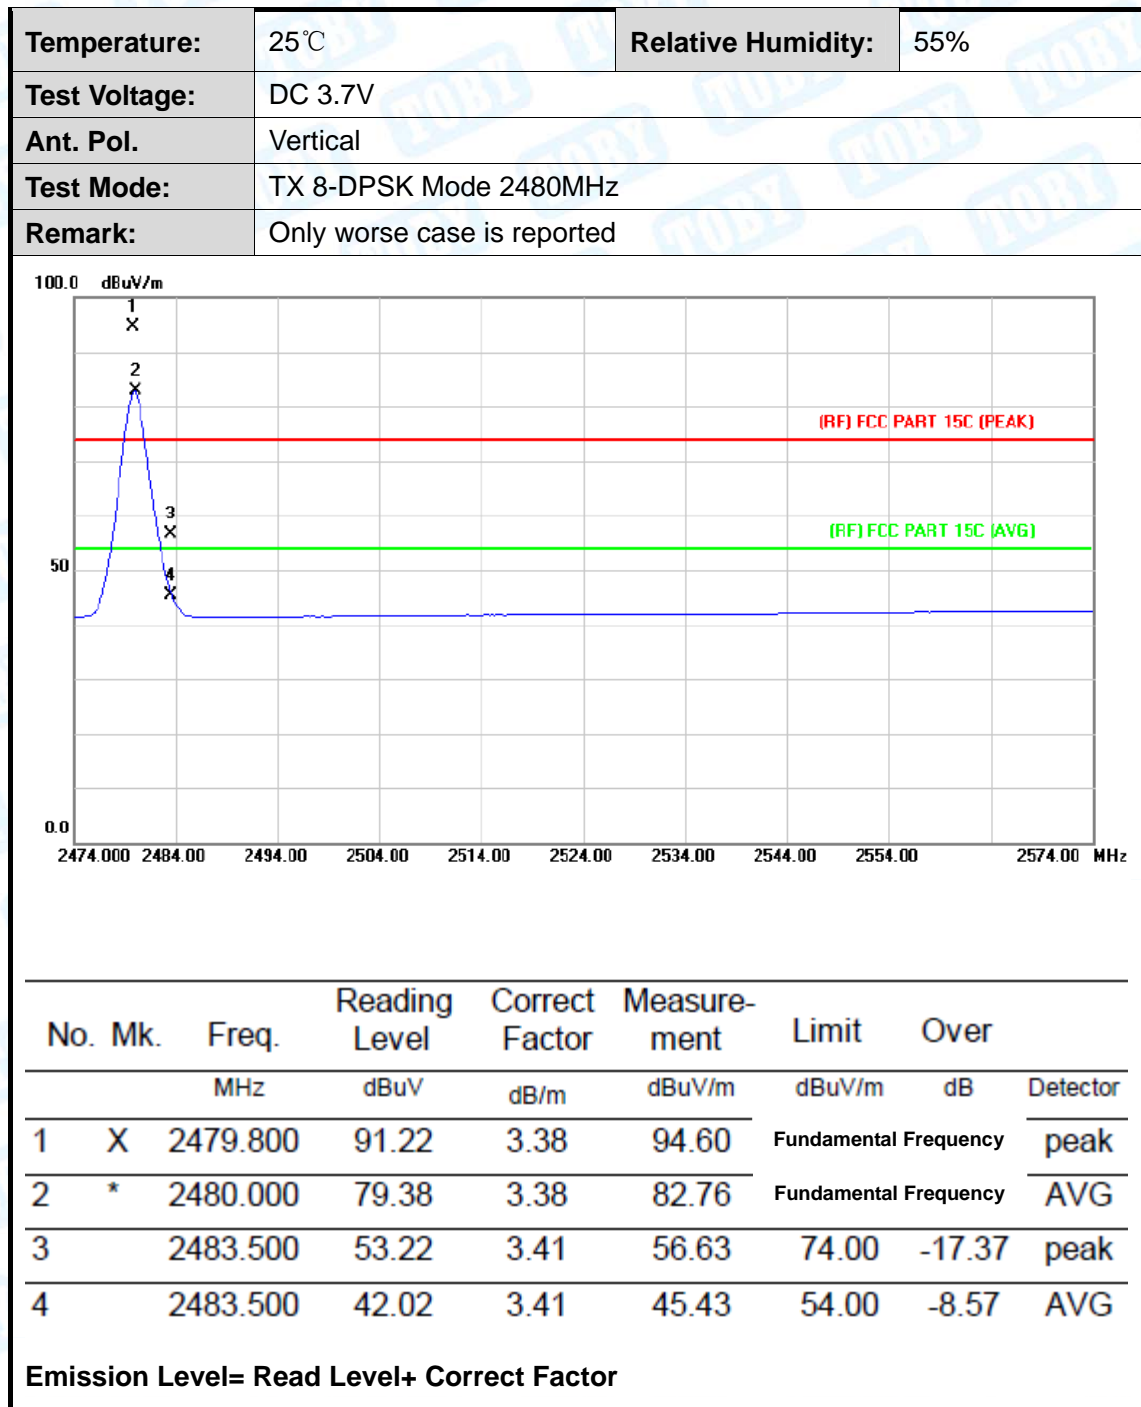 Temperature: 25℃ Relative Humidity: 55%
Test Voltage: DC 3.7V
Ant. Pol. Vertical
Test Mode: TX 8-DPSK Mode 2480MHz
Remark: Only worse case is reported
100.0 dBuV/m
1
X
2
X
(RF) FCC PART 15C (PEAK)
3
X
(RF) FCC PART 15C (AVG)
50
4
X
0.0
2474.000 2484.00 2494.00 2504.00 2514.00 2524.00 2534.00 2544.00 2554.00 2574.00 MHz
No. Mk. Freq. Reading Level Correct Factor Measure-ment Limit Over
MHz dBuV dB/m dBuV/m dBuV/m dB Detector
1 X 2479.800 91.22 3.38 94.60 Fundamental Frequency peak
2 * 2480.000 79.38 3.38 82.76 Fundamental Frequency AVG
3 2483.500 53.22 3.41 56.63 74.00 -17.37 peak
4 2483.500 42.02 3.41 45.43 54.00 -8.57 AVG
Emission Level= Read Level+ Correct Factor
TOBY